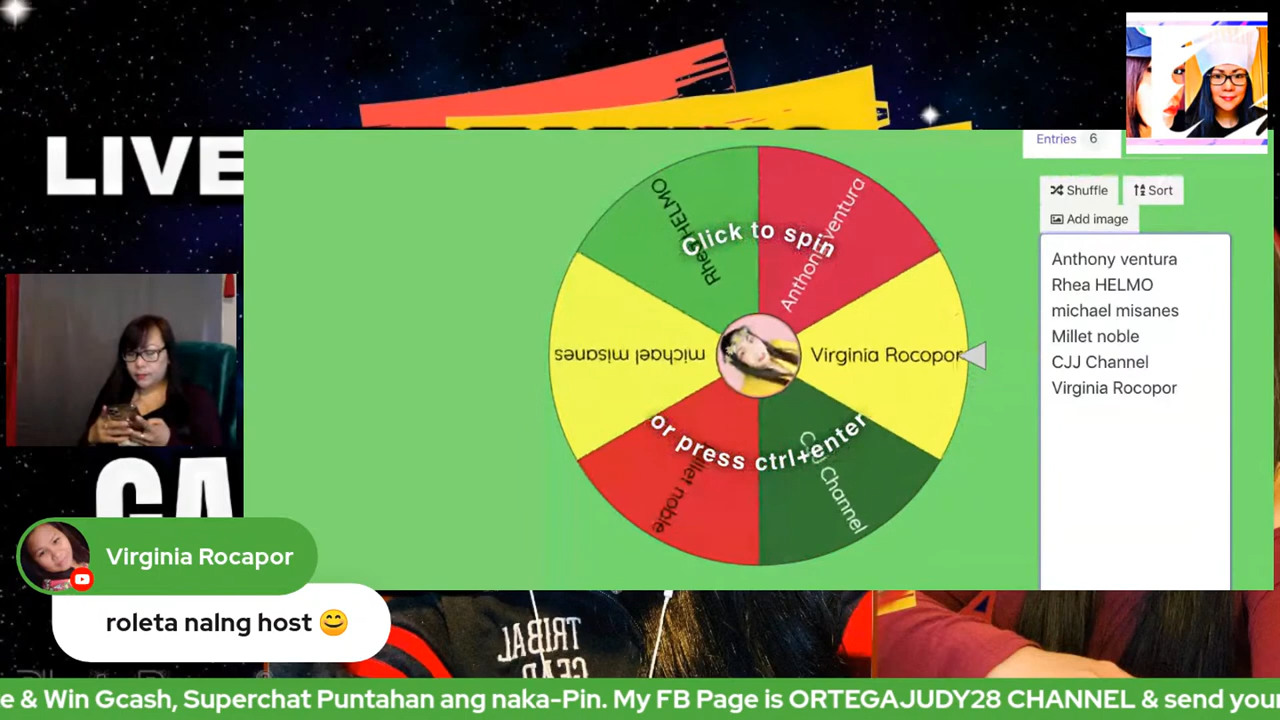 LIVE
Entries 6
Shuffle
Sort
Add image
Anthony ventura
Rhea HELMO
michael misanes
Millet noble
CJJ Channel
Virginia Rocopor
Click to spin
or press ctrl+enter
Anthony ventura
Virginia Rocopor
Channel
millet noble
michael misanes
HELMO
CA
Virginia Rocapor
roleta nalng host 😊
TRIBAL
GEAR
e & Win Gcash, Superchat Puntahan ang naka-Pin. My FB Page is ORTEGAJUDY28 CHANNEL & send your